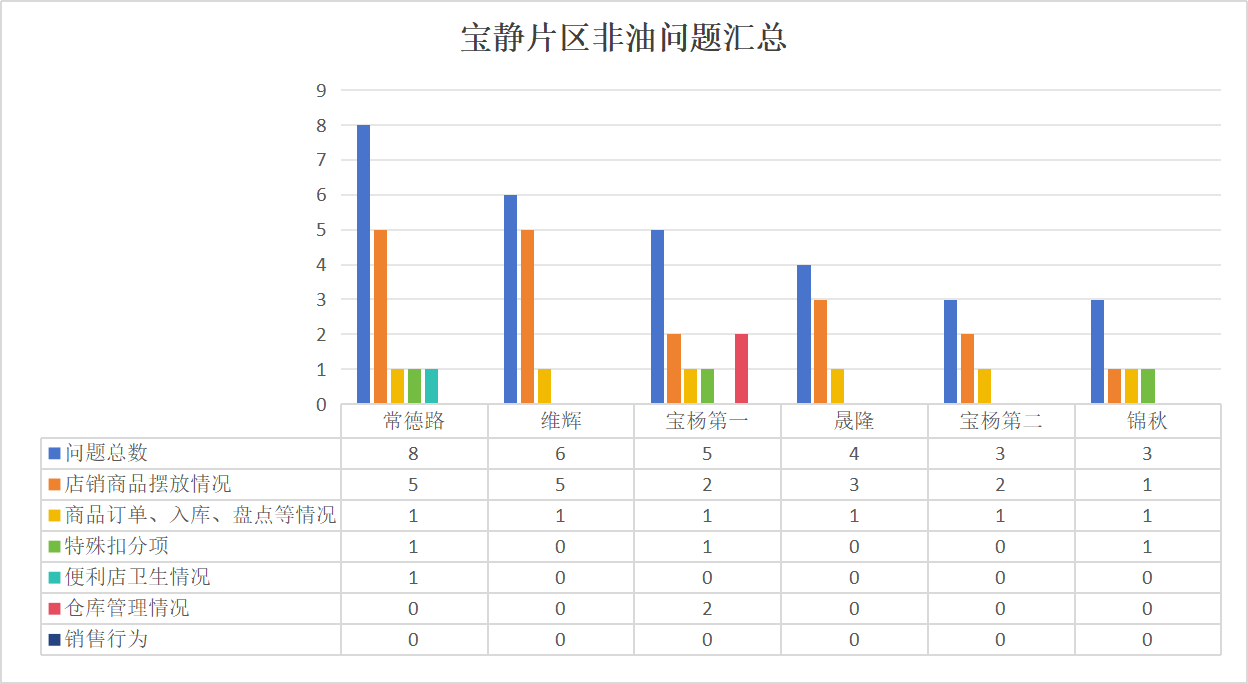 宝静片区非油问题汇总
9
8
7
6
5
4
3
2
1
0
常德路 维辉 宝杨第一 晟隆 宝杨第二 锦秋
问题总数 8 6 5 4 3 3
店销商品摆放情况 5 5 2 3 2 1
商品订单、入库、盘点等情况 1 1 1 1 1 1
特殊扣分项 1 0 1 0 0 1
便利店卫生情况 1 0 0 0 0 0
仓库管理情况 0 0 2 0 0 0
销售行为 0 0 0 0 0 0